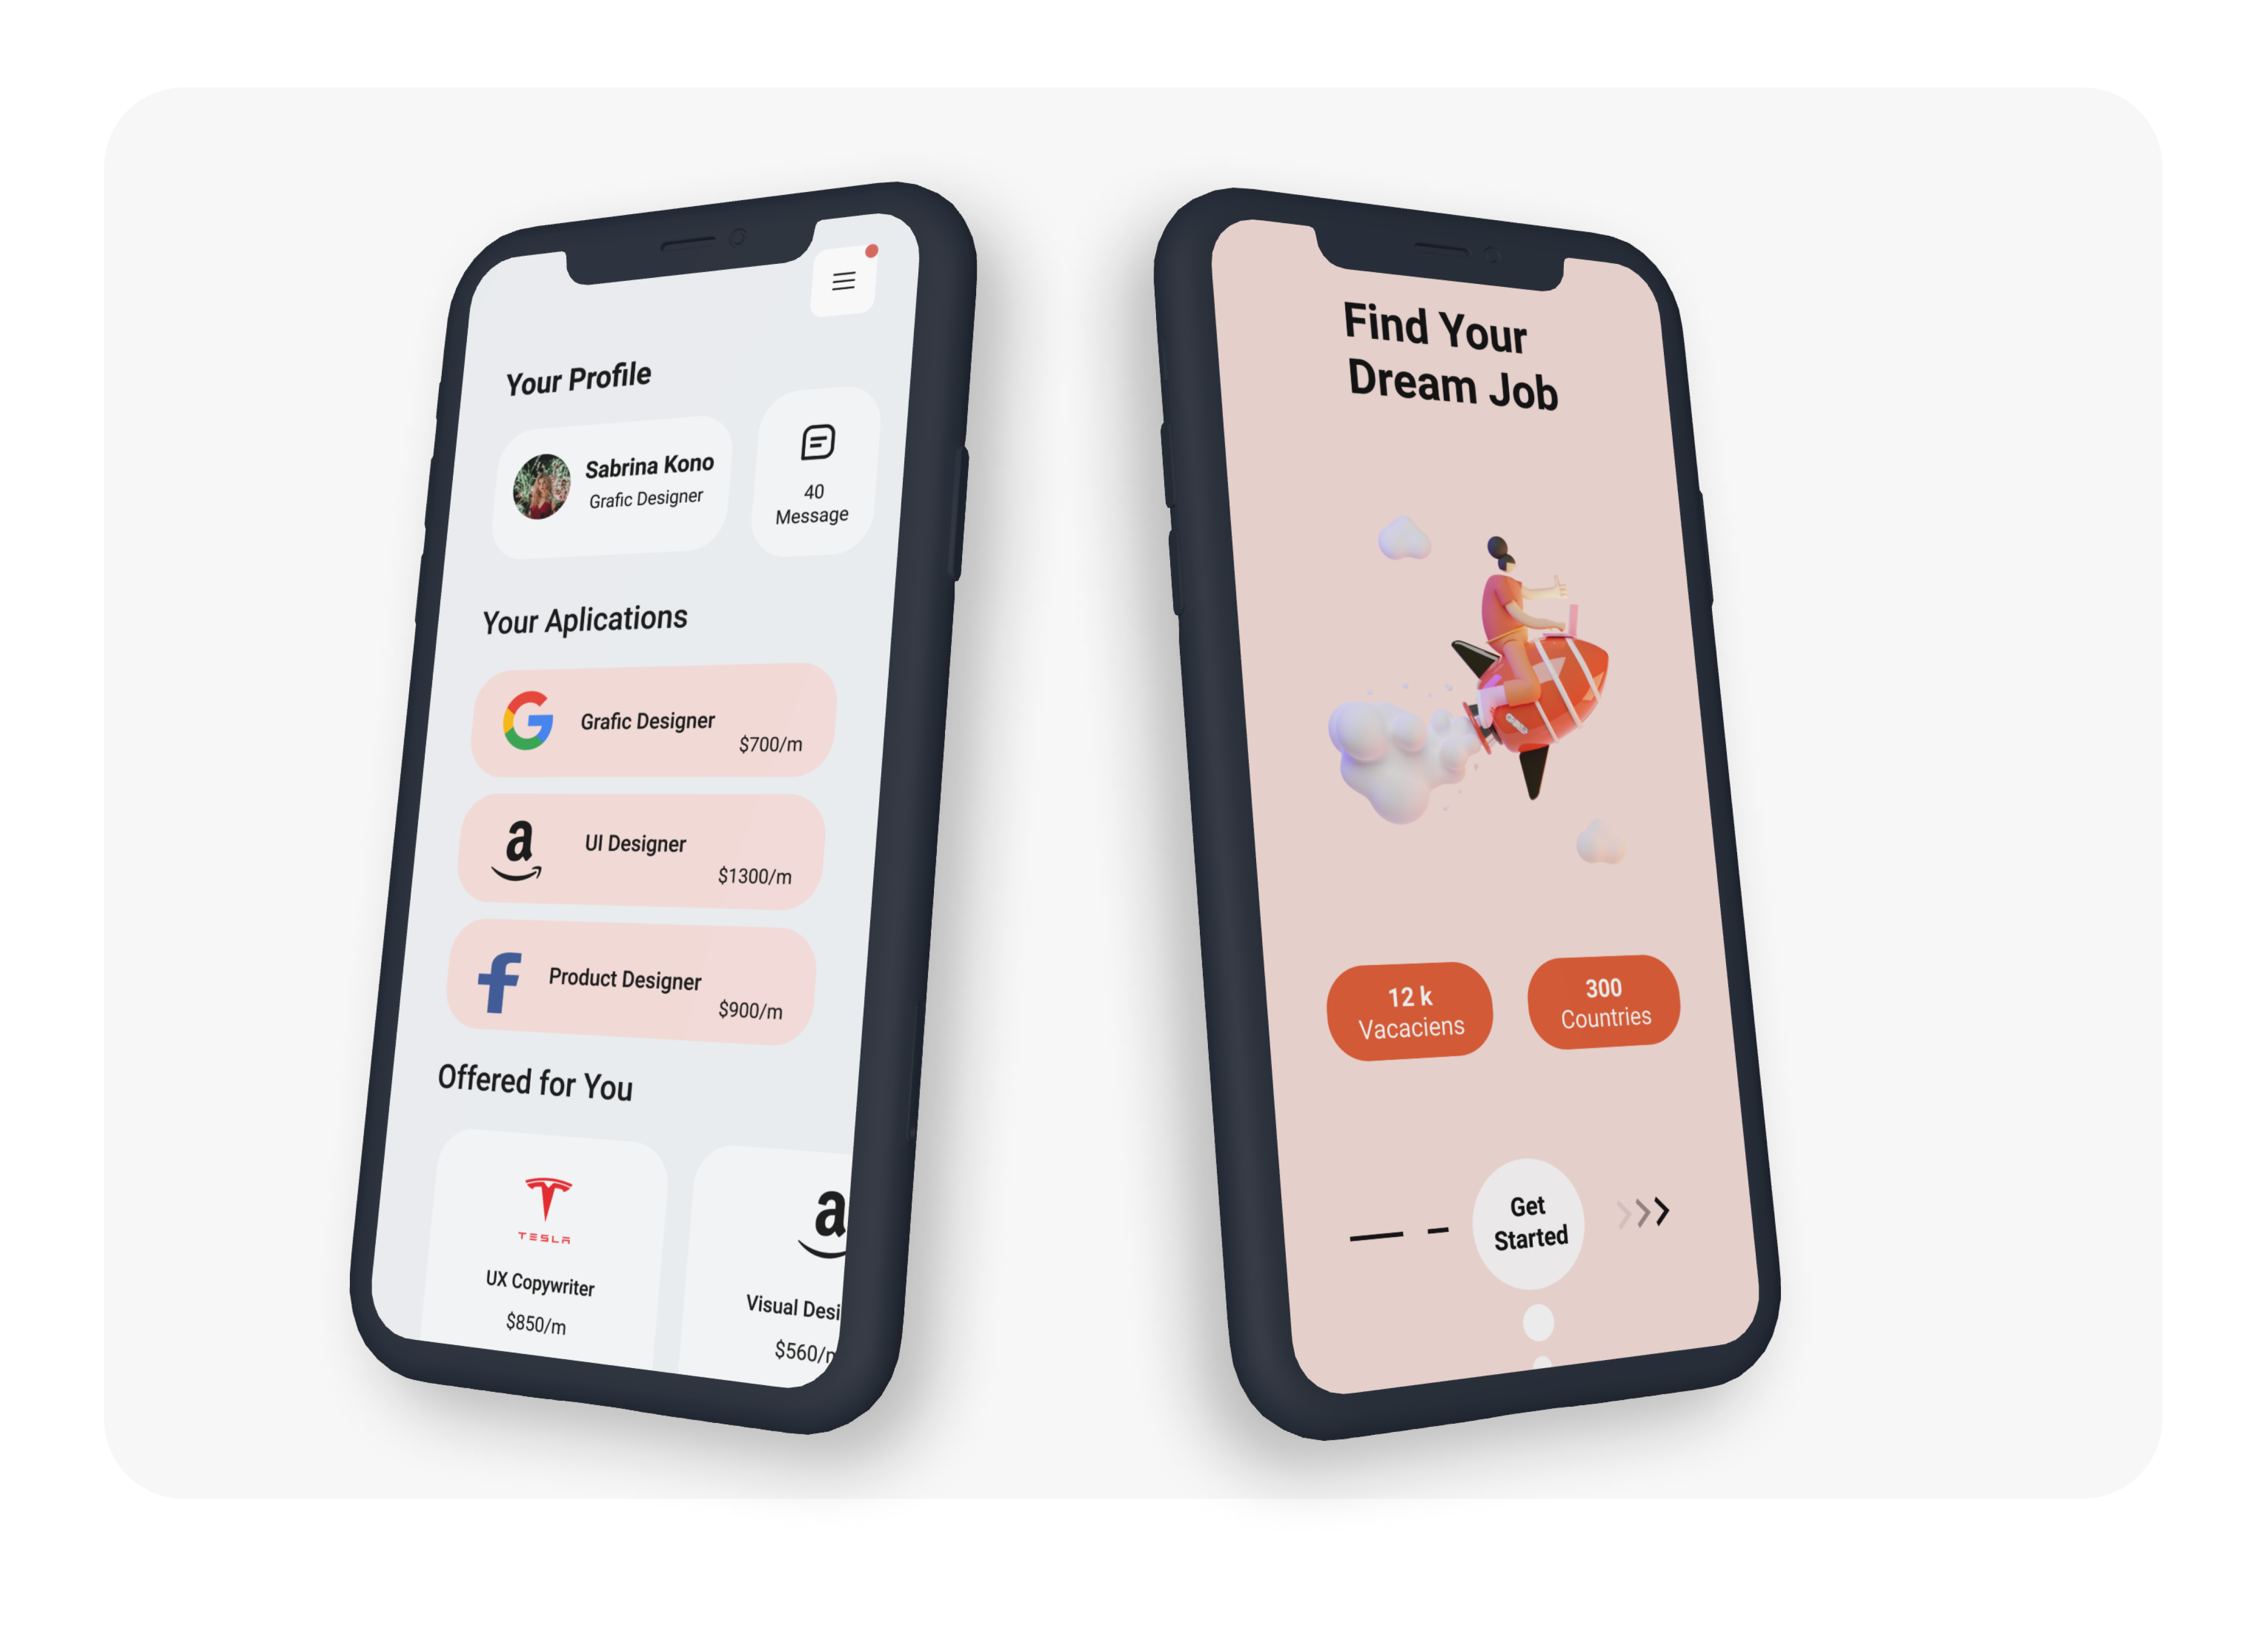 Your Profile
Sabrina Kono
Grafic Designer
40
Message
Your Aplications
Grafic Designer
$700/m
a
UI Designer
$1300/m
Product Designer
$900/m
Offered for You
TESLA
UX Copywriter
$850/m
a
Visual Desi
$560/m
Find Your
Dream Job
12 k
Vacaciens
300
Countries
Get
Started